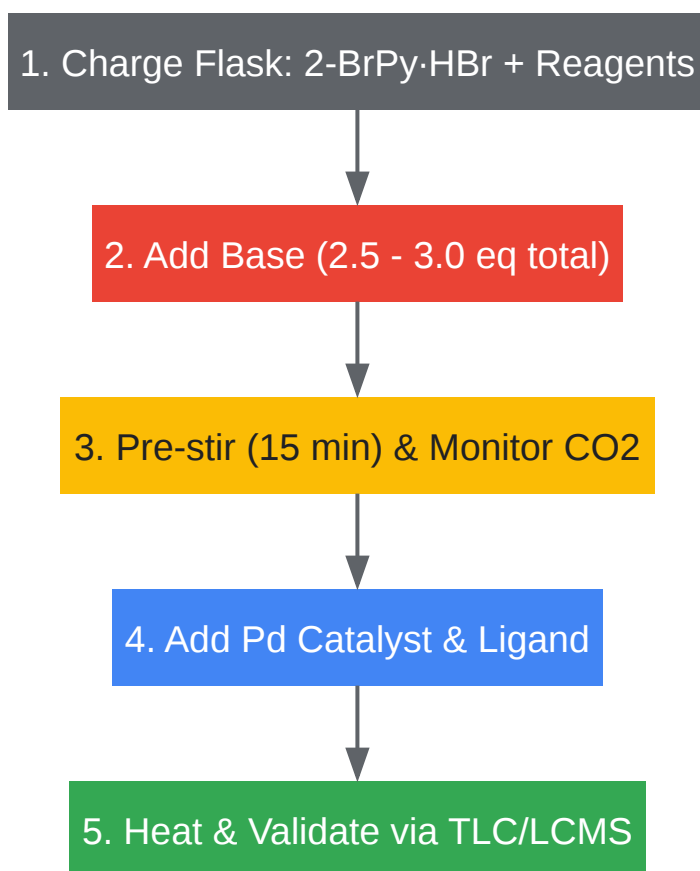 1. Charge Flask: 2-BrPy·HBr + Reagents
2. Add Base (2.5 - 3.0 eq total)
3. Pre-stir (15 min) & Monitor CO2
4. Add Pd Catalyst & Ligand
5. Heat & Validate via TLC/LCMS